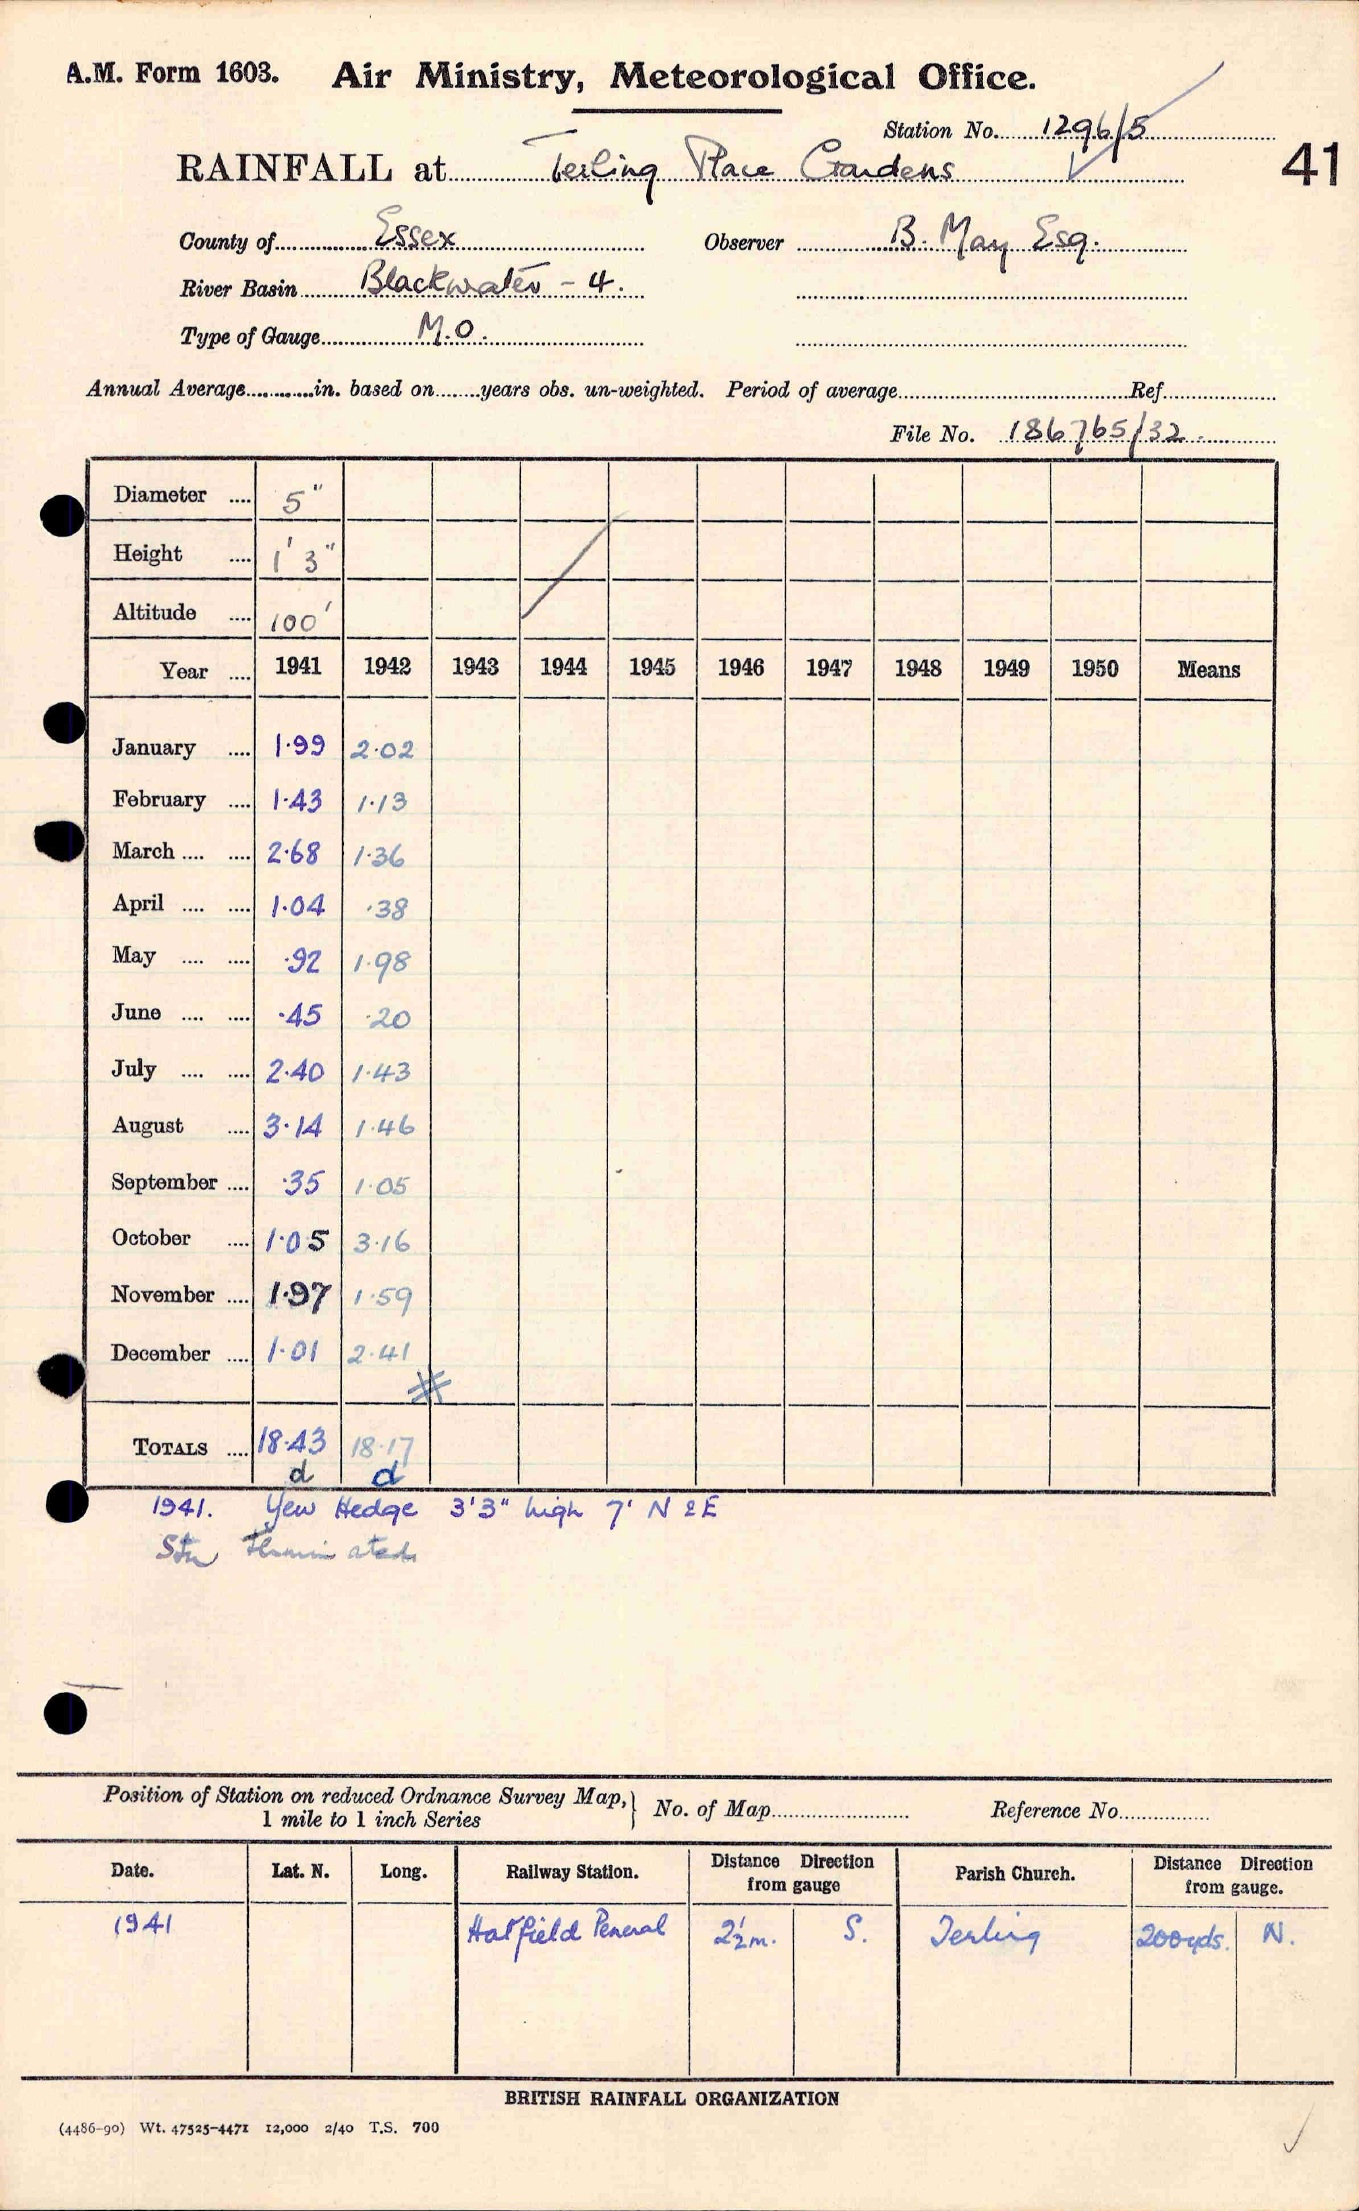 A.M. Form 1603. Air Ministry, Meteorological Office.
Station No. 1296/5
41
RAINFALL at Terling Place Gardens
County of Essex Observer B. May Esq.
River Basin Blackwater - 4.
Type of Gauge M.O.
Annual Average in. based on years obs. un-weighted. Period of average Ref.
File No. 186765/32
Diameter .... 5"
Height .... 1' 3"
Altitude .... 100'
Year .... 1941 1942 1943 1944 1945 1946 1947 1948 1949 1950 Means
January .... 1.99 2.02
February .... 1.43 1.13
March .... .... 2.68 1.36
April .... .... 1.04 .38
May .... .... .92 1.98
June .... .... .45 .20
July .... .... 2.40 1.43
August .... 3.14 1.46
September .... .35 1.05
October .... 1.05 3.16
November .... 1.97 1.59
December .... 1.01 2.41
#
TOTALS .... 18.43 18.17
d d
1941. Yew Hedge 3'3" high 7' N & E
Stn
Position of Station on reduced Ordnance Survey Map, 1 mile to 1 inch Series } No. of Map Reference No.
Date. Lat. N. Long. Railway Station. Distance Direction from gauge Parish Church. Distance Direction from gauge.
1941 Hatfield Peveral 2½m. S. Terling 200yds. N.
BRITISH RAINFALL ORGANIZATION
(4486-90) Wt. 47525-4471 12,000 2/40 T.S. 700